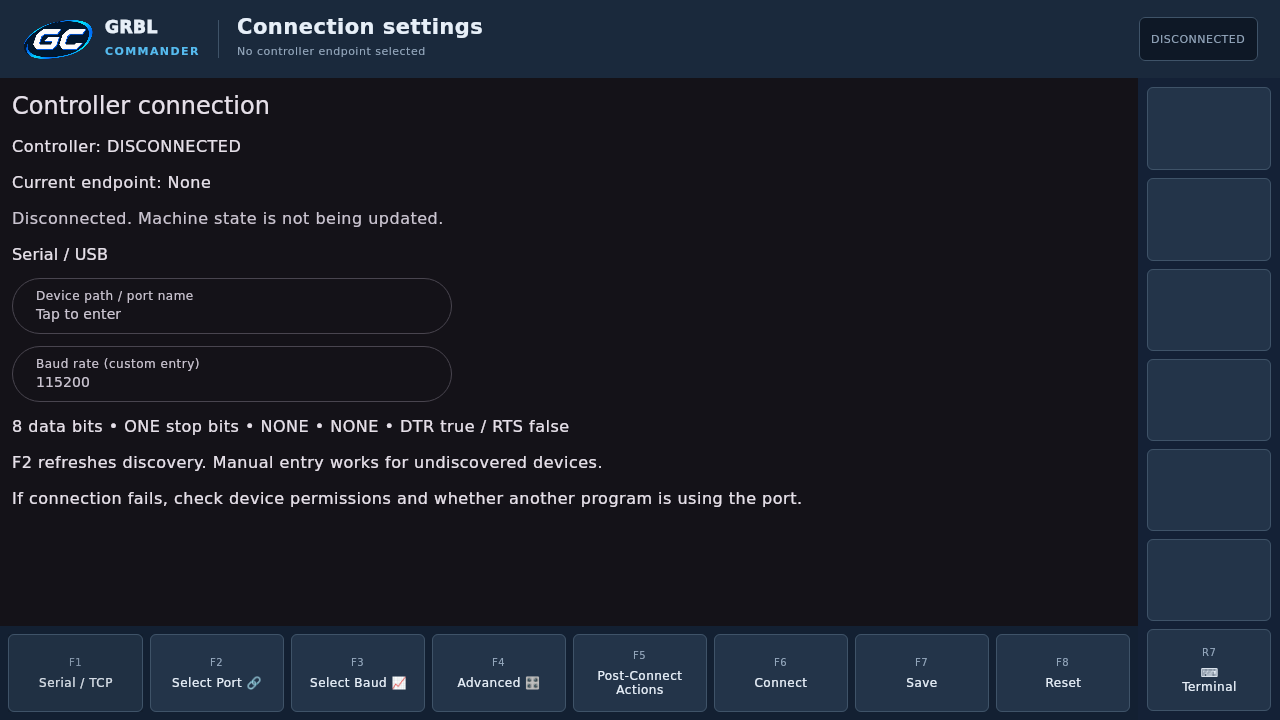 GC
GRBL
COMMANDER
Connection settings
No controller endpoint selected
DISCONNECTED
Controller connection
Controller: DISCONNECTED
Current endpoint: None
Disconnected. Machine state is not being updated.
Serial / USB
Device path / port name
Tap to enter
Baud rate (custom entry)
115200
8 data bits • ONE stop bits • NONE • NONE • DTR true / RTS false
F2 refreshes discovery. Manual entry works for undiscovered devices.
If connection fails, check device permissions and whether another program is using the port.
F1
Serial / TCP
F2
Select Port 🔗
F3
Select Baud 📈
F4
Advanced 🎛
F5
Post-Connect
Actions
F6
Connect
F7
Save
F8
Reset
R7
⌨
Terminal